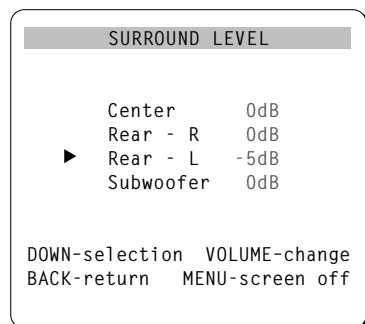 SURROUND LEVEL
Center 0dB
Rear - R 0dB
Rear - L -5dB
Subwoofer 0dB
DOWN-selection VOLUME-change
BACK-return MENU-screen off